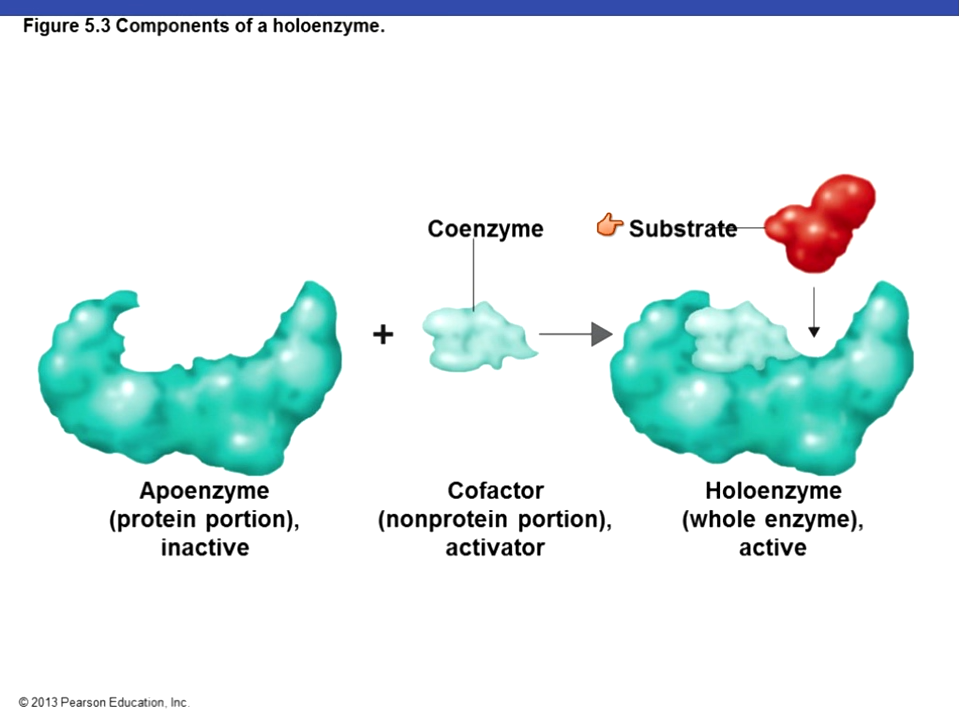 Figure 5.3 Components of a holoenzyme.
Coenzyme
Substrate
+
Apoenzyme
(protein portion),
inactive
Cofactor
(nonprotein portion),
activator
Holoenzyme
(whole enzyme),
active
© 2013 Pearson Education, Inc.